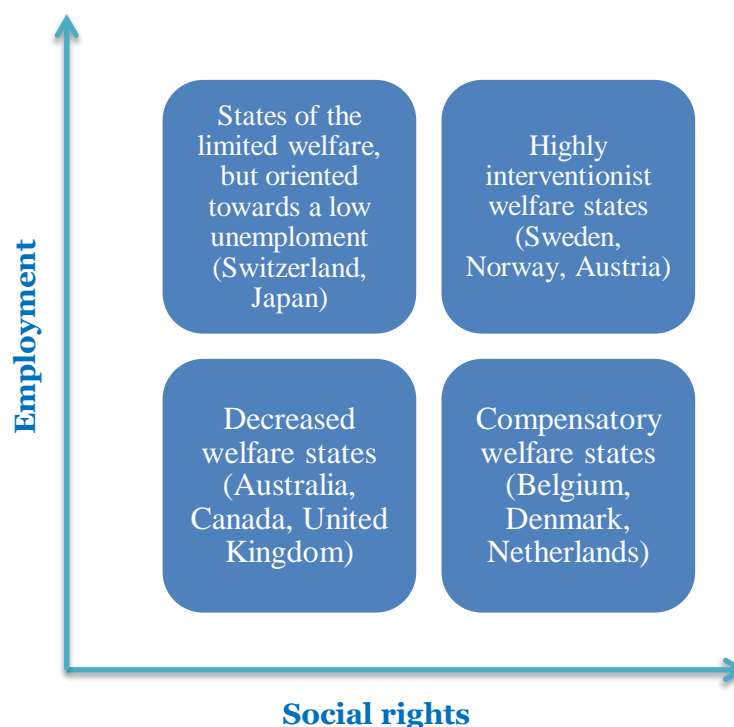 States of the
limited welfare,
but oriented
towards a low
unemploment
(Switzerland,
Japan)
Highly
interventionist
welfare states
(Sweden,
Norway, Austria)
Employment
Decreased
welfare states
(Australia,
Canada, United
Kingdom)
Compensatory
welfare states
(Belgium,
Denmark,
Netherlands)
Social rights